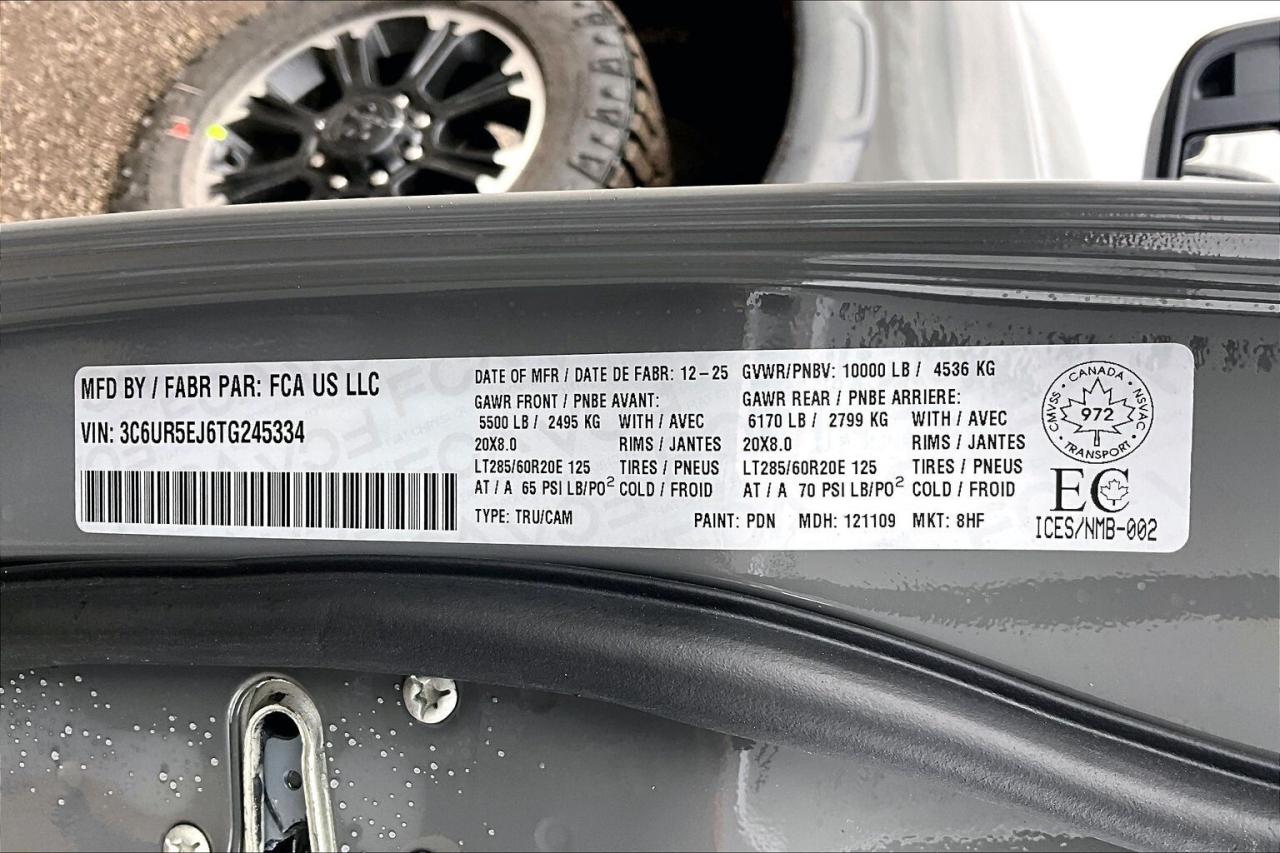 MFD BY / FABR PAR: FCA US LLC
VIN: 3C6UR5EJ6TG245334
DATE OF MFR / DATE DE FABR: 12-25
GVWR/PNBV: 10000 LB / 4536 KG
GAWR FRONT / PNBE AVANT:
5500 LB / 2495 KG WITH / AVEC
20X8.0 RIMS / JANTES
LT285/60R20E 125 TIRES / PNEUS
AT / A 65 PSI LB/PO2 COLD / FROID
GAWR REAR / PNBE ARRIERE:
6170 LB / 2799 KG WITH / AVEC
20X8.0 RIMS / JANTES
LT285/60R20E 125 TIRES / PNEUS
AT / A 70 PSI LB/PO2 COLD / FROID
TYPE: TRU/CAM PAINT: PDN MDH: 121109 MKT: 8HF
CANADA
CMVSS 972 NSVAC
TRANSPORT
EC
ICES/NMB-002